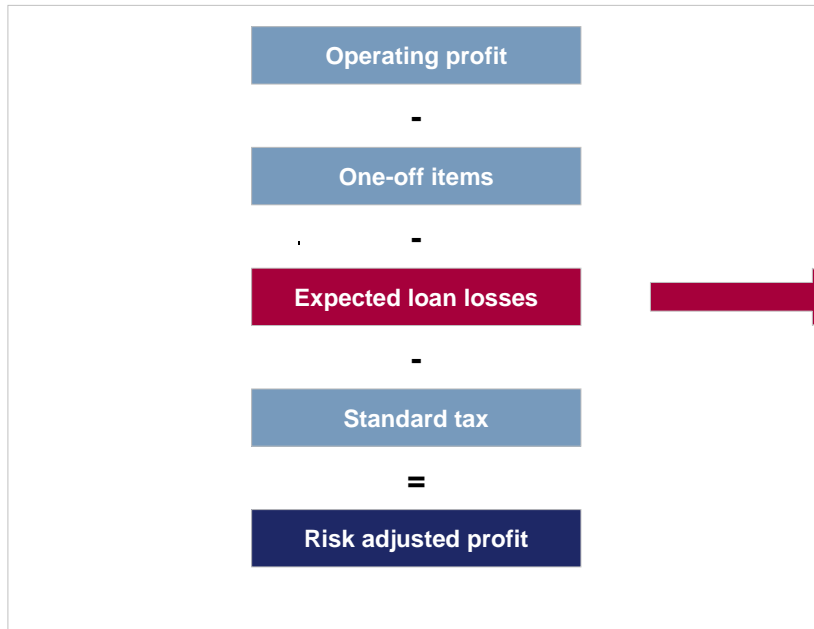 Operating profit
-
One-off items
-
Expected loan losses
-
Standard tax
=
Risk adjusted profit